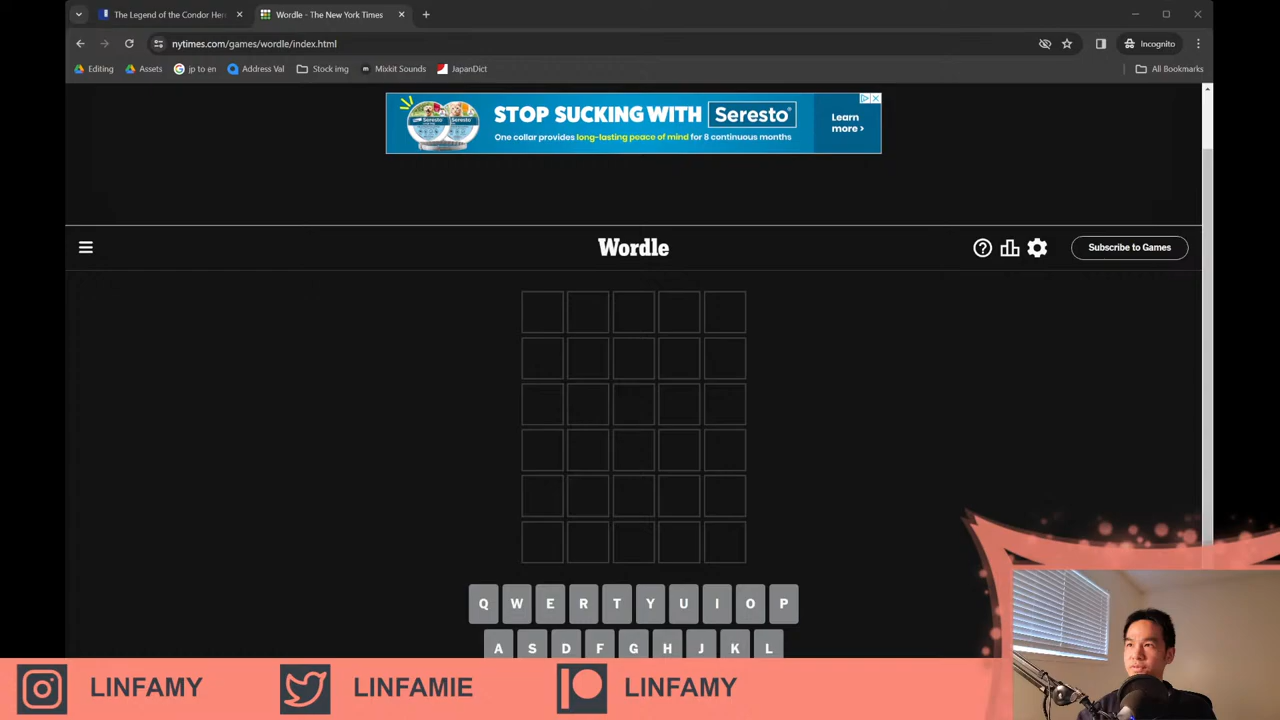 The Legend of the Condor Her
Wordle - The New York Times
nytimes.com/games/wordle/index.html
Incognito
Editing
Assets
jp to en
Address Val
Stock img
Mixkit Sounds
JapanDict
All Bookmarks
STOP SUCKING WITH Seresto®
One collar provides long-lasting peace of mind for 8 continuous months
Learn
more >
Wordle
Subscribe to Games
Q W E R T Y U I O P
A S D F G H J K L
LINFAMY
LINFAMIE
LINFAMY